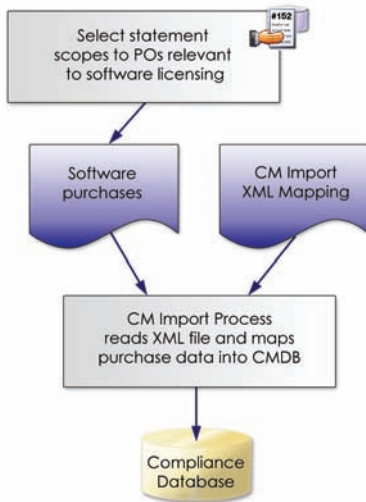 #152
Select statement
scopes to POs relevant
to software licensing
Software
purchases
CM Import
XML Mapping
CM Import Process
reads XML file and maps
purchase data into CMDB
Compliance
Database